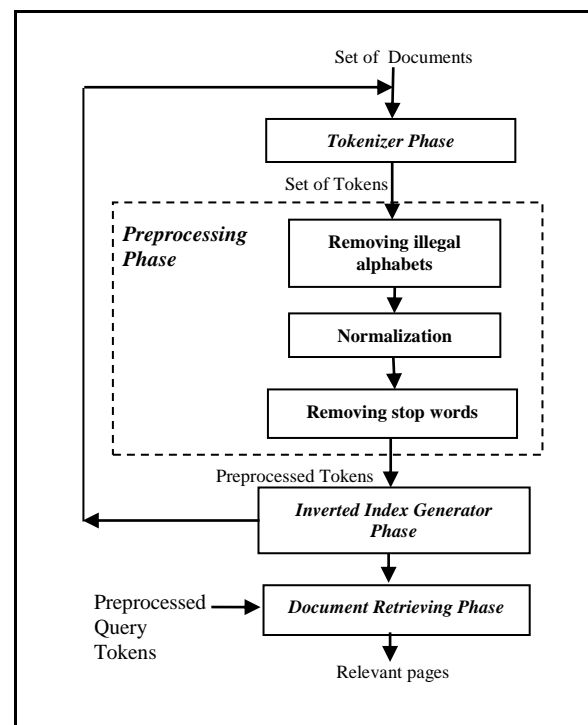 Set of Documents
Tokenizer Phase
Set of Tokens
Preprocessing
Phase
Removing illegal
alphabets
Normalization
Removing stop words
Preprocessed Tokens
Inverted Index Generator
Phase
Preprocessed
Query
Tokens
Document Retrieving Phase
Relevant pages